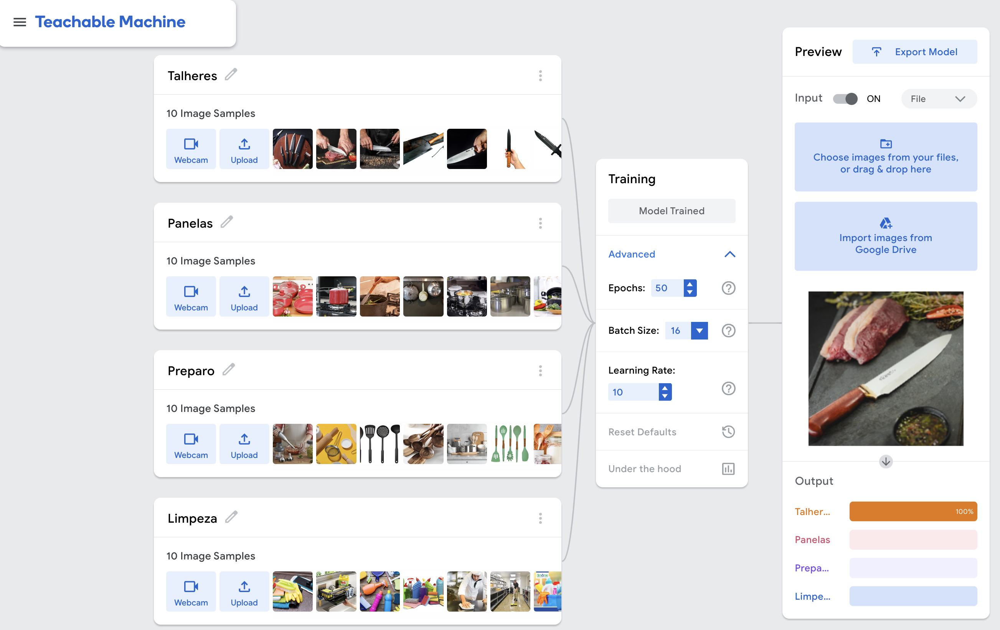 Teachable Machine
Talheres
10 Image Samples
Webcam
Upload
Panelas
10 Image Samples
Webcam
Upload
Preparo
10 Image Samples
Webcam
Upload
Limpeza
10 Image Samples
Webcam
Upload
Training
Model Trained
Advanced
Epochs: 50
Batch Size: 16
Learning Rate:
10
Reset Defaults
Under the hood
Preview
Export Model
Input ON File
Choose images from your files,
or drag & drop here
Import images from
Google Drive
Output
Talher... 100%
Panelas
Prepa...
Limpe...